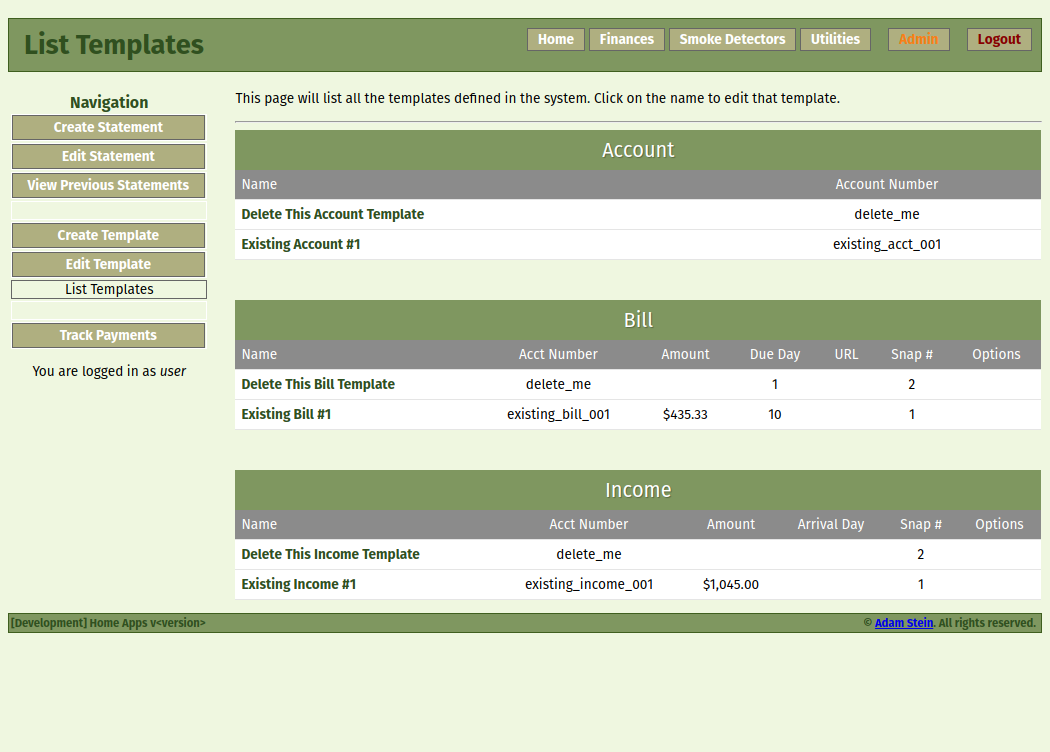 List Templates
Home Finances Smoke Detectors Utilities Admin Logout
Navigation
Create Statement
Edit Statement
View Previous Statements
Create Template
Edit Template
List Templates
Track Payments
You are logged in as user
This page will list all the templates defined in the system. Click on the name to edit that template.
Account
Name Account Number
Delete This Account Template delete_me
Existing Account #1 existing_acct_001
Bill
Name Acct Number Amount Due Day URL Snap # Options
Delete This Bill Template delete_me 1 2
Existing Bill #1 existing_bill_001 $435.33 10 1
Income
Name Acct Number Amount Arrival Day Snap # Options
Delete This Income Template delete_me 2
Existing Income #1 existing_income_001 $1,045.00 1
[Development] Home Apps v<version> © Adam Stein. All rights reserved.